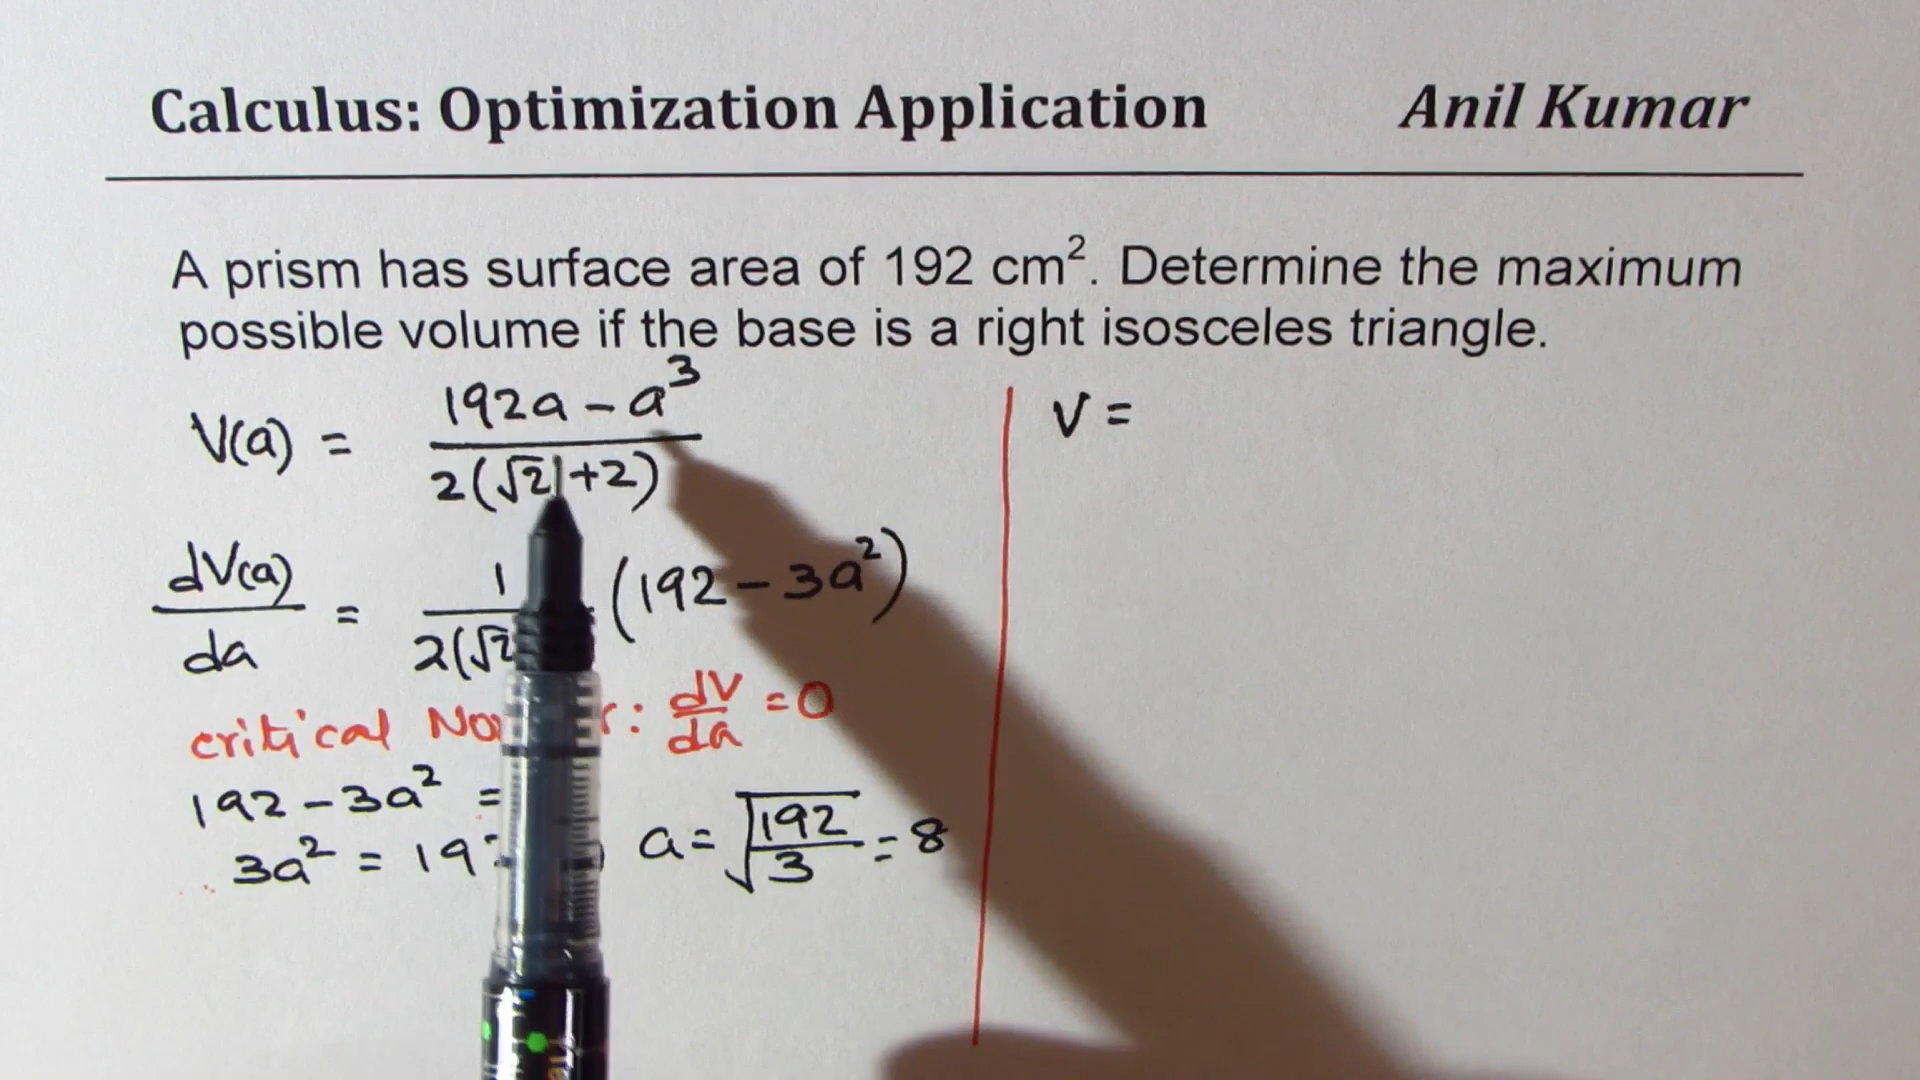 Calculus: Optimization Application Anil Kumar
A prism has surface area of 192 cm². Determine the maximum
possible volume if the base is a right isosceles triangle.
V(a) = (192a - a³) / (2(√2 +2))
dV(a)/da = 1 / 2(√2 (192 - 3a²)
critical : dV/da = 0
192 - 3a² =
3a² = 19 a = √(192/3) = 8
V =